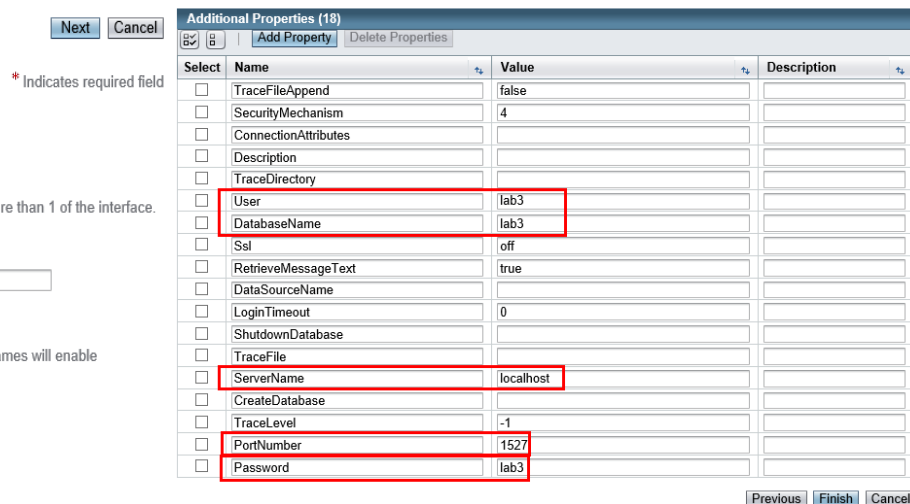 Next Cancel
* Indicates required field
re than 1 of the interface.
mes will enable
Additional Properties (18)
Add Property Delete Properties
Select Name Value Description
TraceFileAppend false
SecurityMechanism 4
ConnectionAttributes
Description
TraceDirectory
User lab3
DatabaseName lab3
Ssl off
RetrieveMessageText true
DataSourceName
LoginTimeout 0
ShutdownDatabase
TraceFile
ServerName localhost
CreateDatabase
TraceLevel -1
PortNumber 1527
Password lab3
Previous Finish Cancel